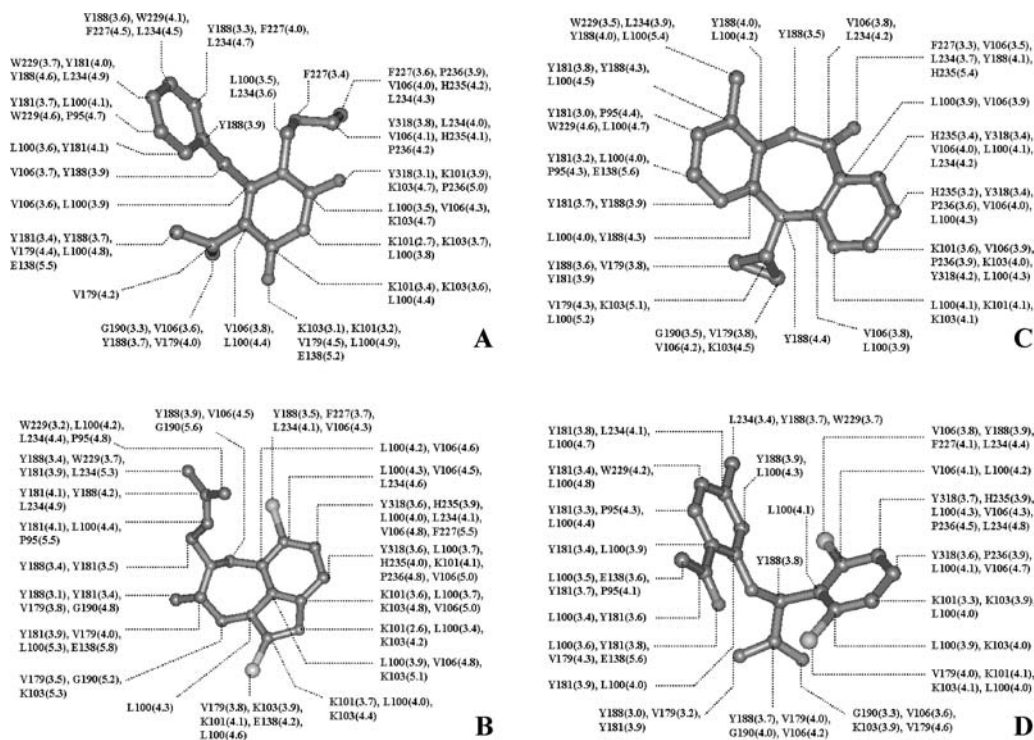 Y188(3.6), W229(4.1),
F227(4.5), L234(4.5)
Y188(3.3), F227(4.0),
L234(4.7)
W229(3.7), Y181(4.0),
Y188(4.6), L234(4.9)
L100(3.5)
L234(3.6)
F227(3.4)
F227(3.6), P236(3.9),
V106(4.0), H235(4.2),
L234(4.3)
Y181(3.7), L100(4.1),
W229(4.6), P95(4.7)
Y188(3.9)
Y318(3.8), L234(4.0),
V106(4.1), H235(4.1),
P236(4.2)
L100(3.6), Y181(4.1)
V106(3.7), Y188(3.9)
Y318(3.1), K101(3.9),
K103(4.7), P236(5.0)
V106(3.6), L100(3.9)
L100(3.5), V106(4.3),
K103(4.7)
Y181(3.4), Y188(3.7),
V179(4.4), L100(4.8),
E138(5.5)
K101(2.7), K103(3.7),
L100(3.8)
V179(4.2)
K101(3.4), K103(3.6),
L100(4.4)
G190(3.3), V106(3.6),
Y188(3.7), V179(4.0)
V106(3.8),
L100(4.4)
K103(3.1), K101(3.2),
V179(4.5), L100(4.9),
E138(5.2)
A
W229(3.5), L234(3.9),
Y188(4.0), L100(5.4)
Y188(4.0),
L100(4.2)
Y188(3.5)
V106(3.8),
L234(4.2)
F227(3.3), V106(3.5),
L234(3.7), Y188(4.1),
H235(5.4)
Y181(3.8), Y188(4.3),
L100(4.5)
L100(3.9), V106(3.9)
Y181(3.0), P95(4.4),
W229(4.6), L100(4.7)
H235(3.4), Y318(3.4),
V106(4.0), L100(4.1),
L234(4.2)
Y181(3.2), L100(4.0),
P95(4.3), E138(5.6)
H235(3.2), Y318(3.4),
P236(3.6), V106(4.0),
L100(4.3)
Y181(3.7), Y188(3.9)
L100(4.0), Y188(4.3)
K101(3.6), V106(3.9),
P236(3.9), K103(4.0),
Y318(4.2), L100(4.3)
Y188(3.6), V179(3.8),
Y181(3.9)
V179(4.3), K103(5.1),
L100(5.2)
L100(4.1), K101(4.1),
K103(4.1)
G190(3.5), V179(3.8),
V106(4.2), K103(4.5)
Y188(4.4)
V106(3.8),
L100(3.9)
C
W229(3.2), L100(4.2),
L234(4.4), P95(4.8)
Y188(3.9), V106(4.5)
G190(5.6)
Y188(3.5), F227(3.7),
L234(4.1), V106(4.3)
Y188(3.4), W229(3.7),
Y181(3.9), L234(5.3)
L100(4.2), V106(4.6)
L100(4.3), V106(4.5),
L234(4.6)
Y181(4.1), Y188(4.2),
L234(4.9)
Y318(3.6), H235(3.9),
L100(4.0), L234(4.1),
V106(4.8), F227(5.5)
Y181(4.1), L100(4.4),
P95(5.5)
Y188(3.4), Y181(3.5)
Y318(3.6), L100(3.7),
H235(4.0), K101(4.1),
P236(4.8), V106(5.0)
Y188(3.1), Y181(3.4),
V179(3.8), G190(4.8)
K101(3.6), L100(3.7),
K103(4.8), V106(5.0)
Y181(3.9), V179(4.0),
L100(5.3), E138(5.8)
K101(2.6), L100(3.4),
K103(4.2)
V179(3.5), G190(5.2),
K103(5.3)
L100(3.9), V106(4.8),
K103(5.1)
L100(4.3)
V179(3.8), K103(3.9),
K101(4.1), E138(4.2),
L100(4.6)
K101(3.7), L100(4.0),
K103(4.4)
B
L234(3.4), Y188(3.7), W229(3.7)
Y181(3.8), L234(4.1),
L100(4.7)
V106(3.8), Y188(3.9),
F227(4.1), L234(4.4)
Y188(3.9),
L100(4.3)
Y181(3.4), W229(4.2),
L100(4.8)
V106(4.1), L100(4.2)
Y181(3.3), P95(4.3),
L100(4.4)
L100(4.1)
Y318(3.7), H235(3.9),
L100(4.3), V106(4.3),
P236(4.5), L234(4.8)
Y181(3.4), L100(3.9)
Y188(3.8)
Y318(3.6), P236(3.9),
L100(4.1), V106(4.7)
L100(3.5), E138(3.6),
Y181(3.7), P95(4.1)
K101(3.3), K103(3.9)
L100(4.0)
L100(3.4), Y181(3.6)
L100(3.6), Y181(3.8),
V179(4.3), E138(5.6)
L100(3.9), K103(4.0)
Y181(3.9), L100(4.0)
V179(4.0), K101(4.1),
K103(4.1), L100(4.0)
Y188(3.0), V179(3.2),
Y181(3.9)
Y188(3.7), V179(4.0),
G190(4.0), V106(4.2)
G190(3.3), V106(3.6),
K103(3.9), V179(4.6)
D